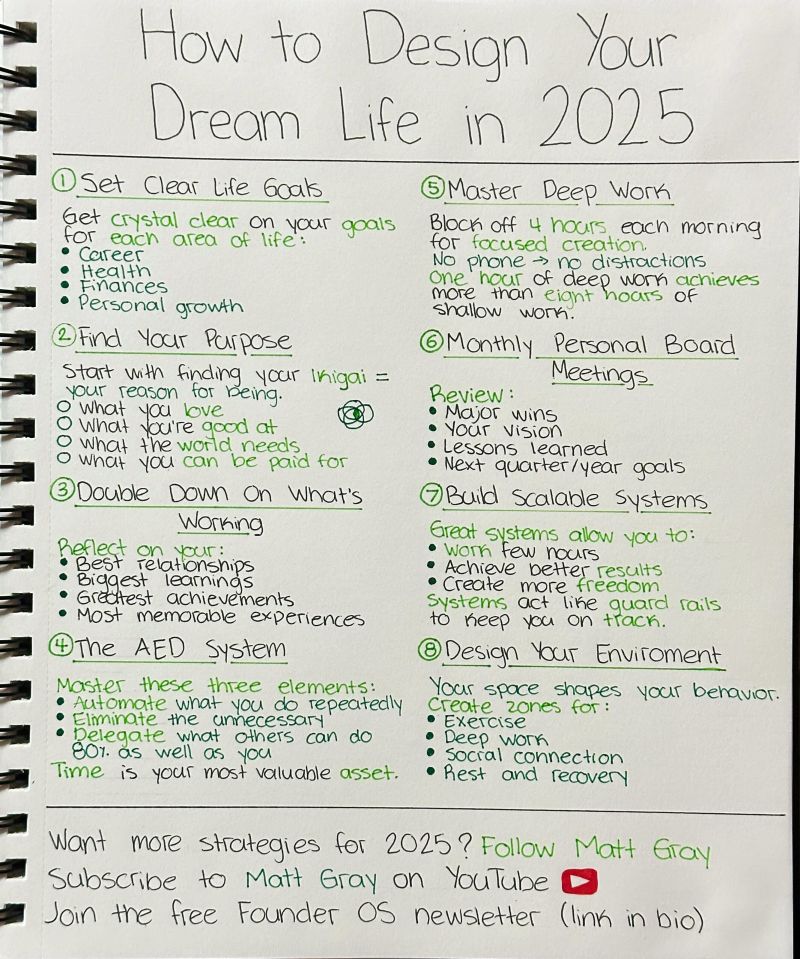 How to Design Your
Dream Life in 2025
① Set Clear Life Goals
Get crystal clear on your goals
for each area of life:
• Career
• Health
• Finances
• Personal growth
② Find Your Purpose
Start with finding your Ikigai =
your reason for being.
○ What you love
○ What you're good at
○ What the world needs
○ What you can be paid for
③ Double Down On What's
Working
Reflect on your:
• Best relationships
• Biggest learnings
• Greatest achievements
• Most memorable experiences
④ The AED System
Master these three elements:
• Automate what you do repeatedly
• Eliminate the unnecessary
• Delegate what others can do
80% as well as you
Time is your most valuable asset.
⑤ Master Deep Work
Block off 4 hours each morning
for focused creation.
No phone → no distractions
One hour of deep work achieves
more than eight hours of
shallow work.
⑥ Monthly Personal Board
Meetings
Review:
• Major wins
• Your vision
• Lessons learned
• Next quarter/year goals
⑦ Build Scalable Systems
Great systems allow you to:
• Work few hours
• Achieve better results
• Create more freedom
Systems act like guard rails
to keep you on track.
⑧ Design Your Enviroment
Your space shapes your behavior.
Create zones for:
• Exercise
• Deep work
• Social connection
• Rest and recovery
Want more strategies for 2025? Follow Matt Gray
Subscribe to Matt Gray on YouTube
Join the free Founder OS newsletter (link in bio)